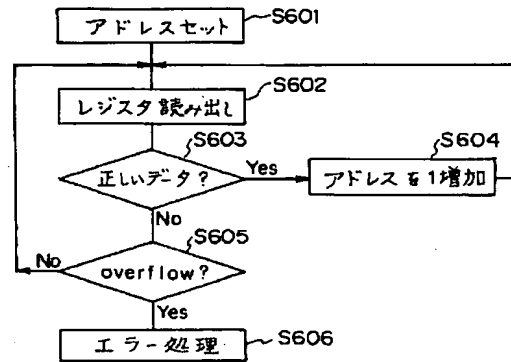 アドレスセット
S601
レジスタ読み出し
S602
正しいデータ?
S603
Yes
アドレスを1増加
S604
No
overflow?
S605
No
Yes
エラー処理
S606